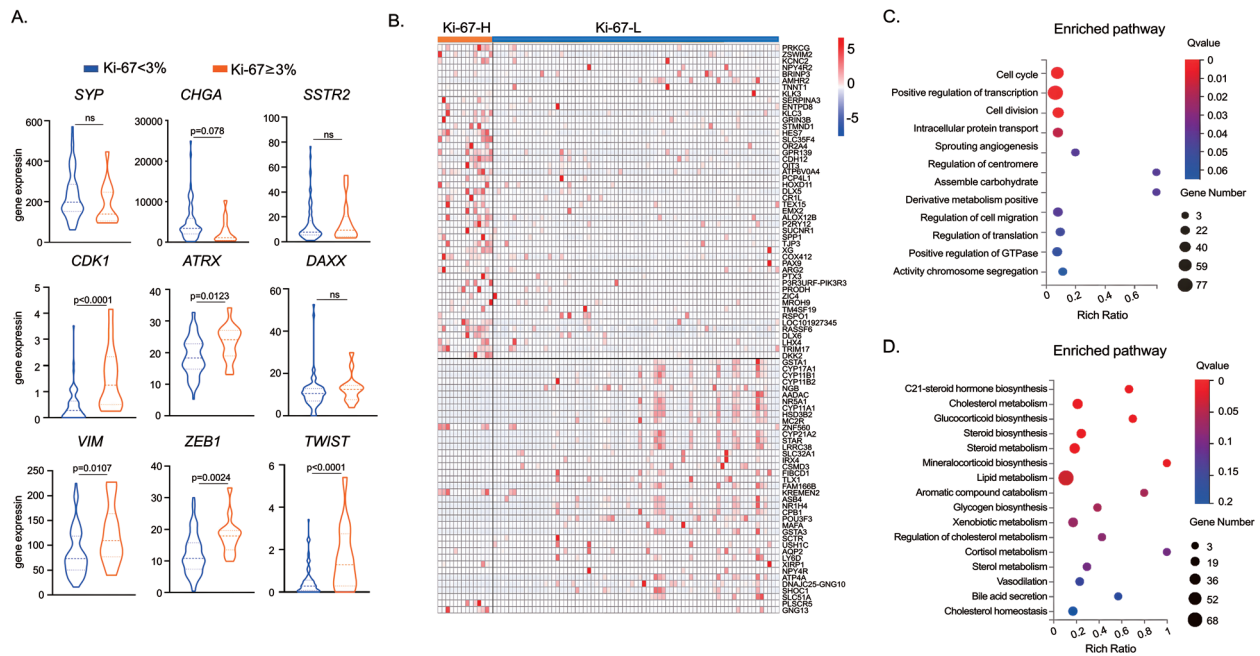 A.
Ki-67<3%
Ki-67≥3%
SYP
CHGA
SSTR2
gene expressin
600
400
200
0
ns
30000
20000
10000
0
p=0.078
100
80
60
40
20
0
ns
CDK1
ATRX
DAXX
gene expressin
5
4
3
2
1
0
p<0.0001
40
30
20
10
0
p=0.0123
60
40
20
0
ns
VIM
ZEB1
TWIST
gene expressin
250
200
150
100
50
0
p=0.0107
40
30
20
10
0
p=0.0024
6
4
2
0
p<0.0001
B.
Ki-67-H
Ki-67-L
PRKCG
ZSWIM2
KCNC2
NPY4R2
BRINP3
AMHR2
TNNT1
KLK3
SERPINA3
ENTPD8
KLC3
GRIN3B
STMND1
HES7
SLC35F4
OR2A4
GPR139
CDH12
OIT3
ATP6V0A4
PCP4L1
HOXD11
DLX5
CR1L
TEX15
EMX2
ALOX12B
P2RY12
SUCNR1
SPP1
TJP3
XG
COX412
PAX9
ARG2
PTX3
P3R3URF-PIK3R3
PRODH
ZIC4
MROH9
TM4SF19
RSPO1
LOC101927345
RASSF6
DLX6
LHX4
TRIM17
DKK2
GSTA1
CYP17A1
CYP11B1
CYP11B2
NGB
AADAC
NR5A1
CYP11A1
HSD3B2
MC2R
ZNF560
CYP21A2
STAR
LRRC38
SLC32A1
IRX4
CSMD3
FIBCD1
TLX1
FAM166B
KREMEN2
ASB4
NR1H4
CPB1
POU3F3
MAFA
GSTA3
SCTR
USH1C
AQP2
LY6D
XIRP1
NPY4R
ATP4A
DNAJC25-GNG10
SHOC1
SLC51A
PLSCR5
GNG13
5
0
-5
C.
Enriched pathway
Cell cycle
Positive regulation of transcription
Cell division
Intracellular protein transport
Sprouting angiogenesis
Regulation of centromere
Assemble carbohydrate
Derivative metabolism positive
Regulation of cell migration
Regulation of translation
Positive regulation of GTPase
Activity chromosome segregation
0
0.2
0.4
0.6
Rich Ratio
Qvalue
0
0.01
0.02
0.03
0.04
0.05
0.06
Gene Number
3
22
40
59
77
D.
Enriched pathway
C21-steroid hormone biosynthesis
Cholesterol metabolism
Glucocorticoid biosynthesis
Steroid biosynthesis
Steroid metabolism
Mineralocorticoid biosynthesis
Lipid metabolism
Aromatic compound catabolism
Glycogen biosynthesis
Xenobiotic metabolism
Regulation of cholesterol metabolism
Cortisol metabolism
Sterol metabolism
Vasodilation
Bile acid secretion
Cholesterol homeostasis
0
0.2
0.4
0.6
0.8
1
Rich Ratio
Qvalue
0
0.05
0.1
0.15
0.2
Gene Number
3
19
36
52
68